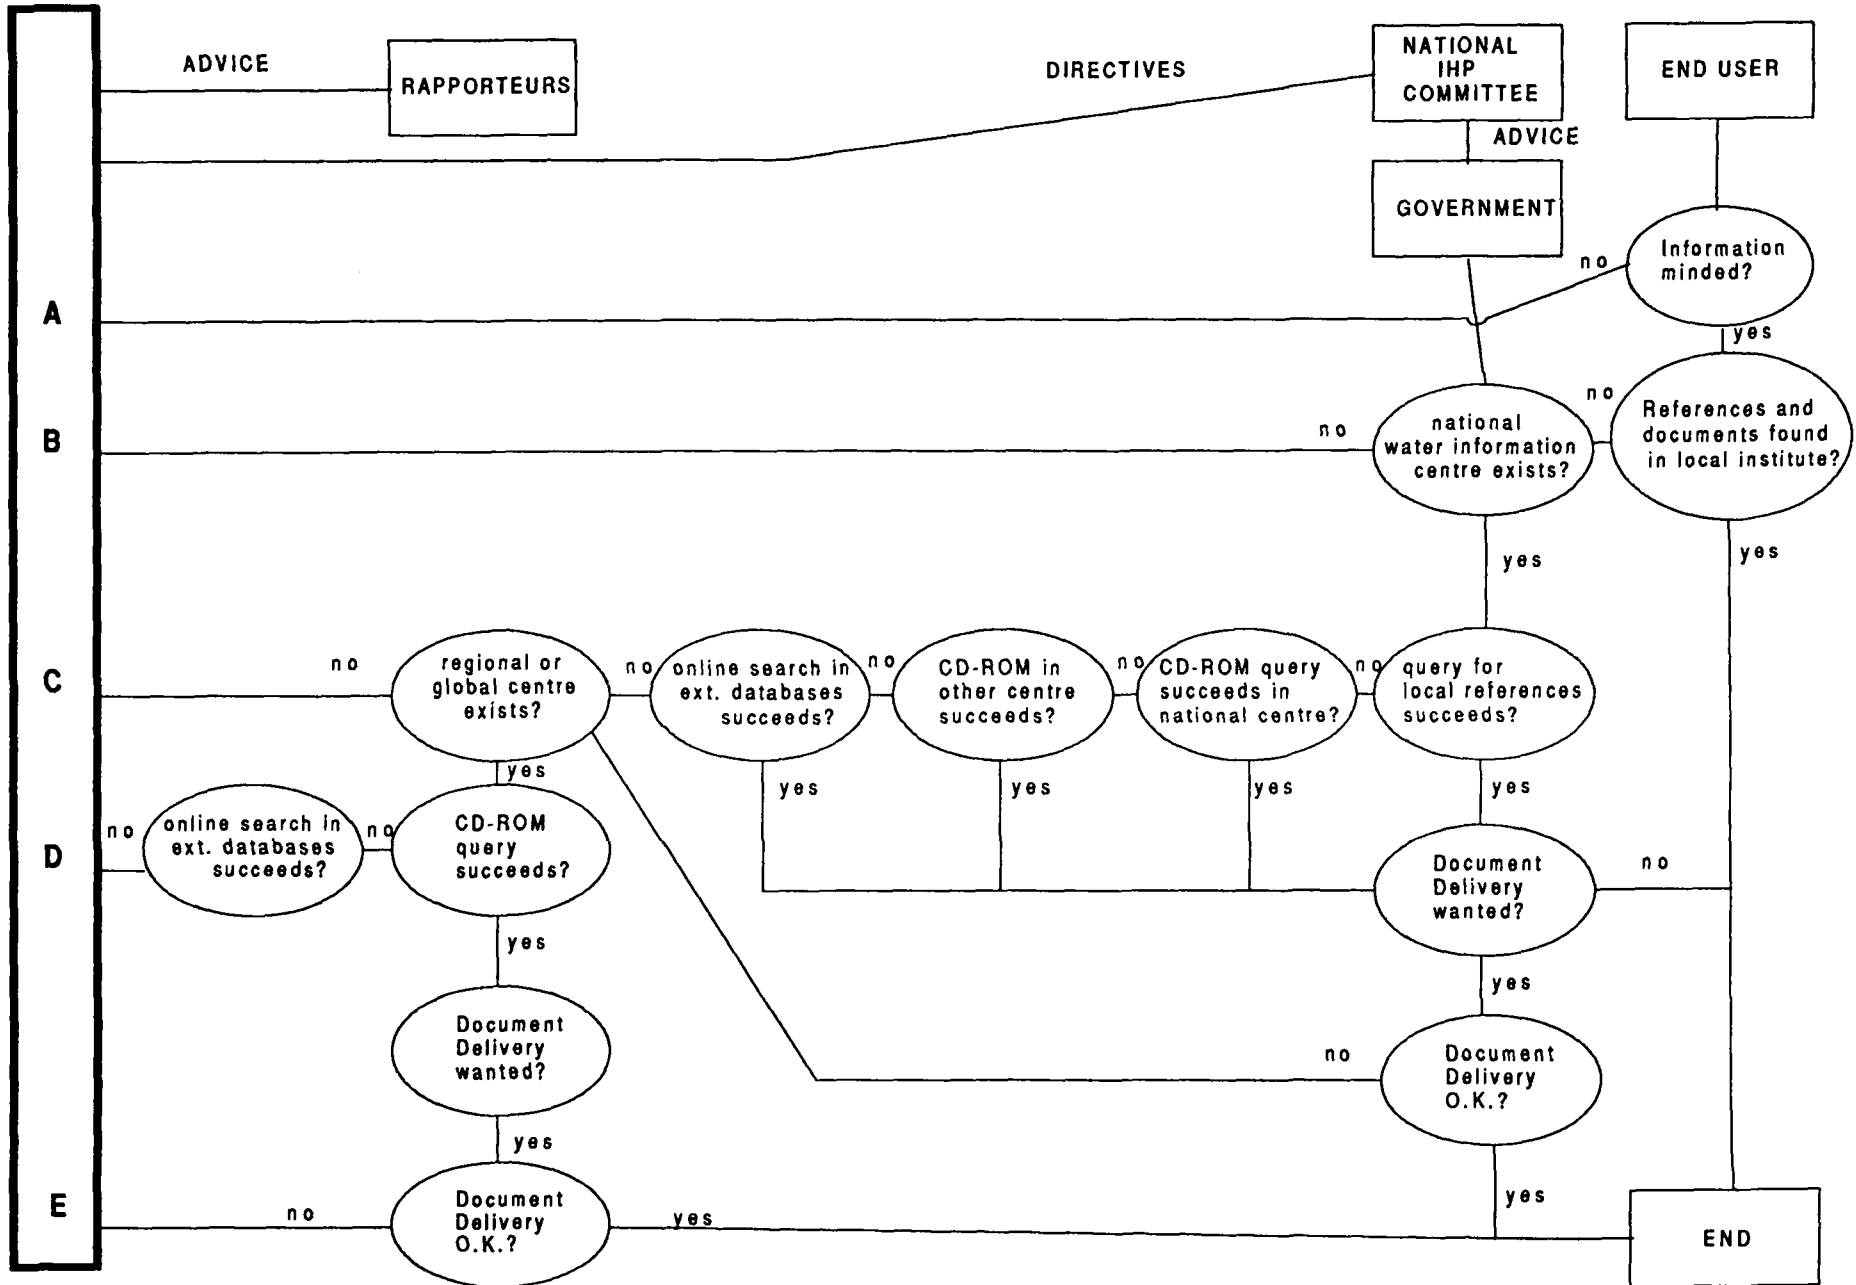 ADVICE
RAPPORTEURS
DIRECTIVES
NATIONAL
IHP
COMMITTEE
END USER
ADVICE
GOVERNMENT
no
Information
minded?
A
yes
no
References and
documents found
in local institute?
B
no
national
water information
centre exists?
yes
yes
C
no
regional or
global centre
exists?
no
online search in
ext. databases
succeeds?
no
CD-ROM in
other centre
succeeds?
no
CD-ROM query
succeeds in
national centre?
no
query for
local references
succeeds?
yes
yes
yes
yes
yes
D
no
online search in
ext. databases
succeeds?
no
CD-ROM
query
succeeds?
Document
Delivery
wanted?
no
yes
yes
Document
Delivery
wanted?
no
Document
Delivery
O.K.?
yes
yes
E
no
Document
Delivery
O.K.?
yes
END